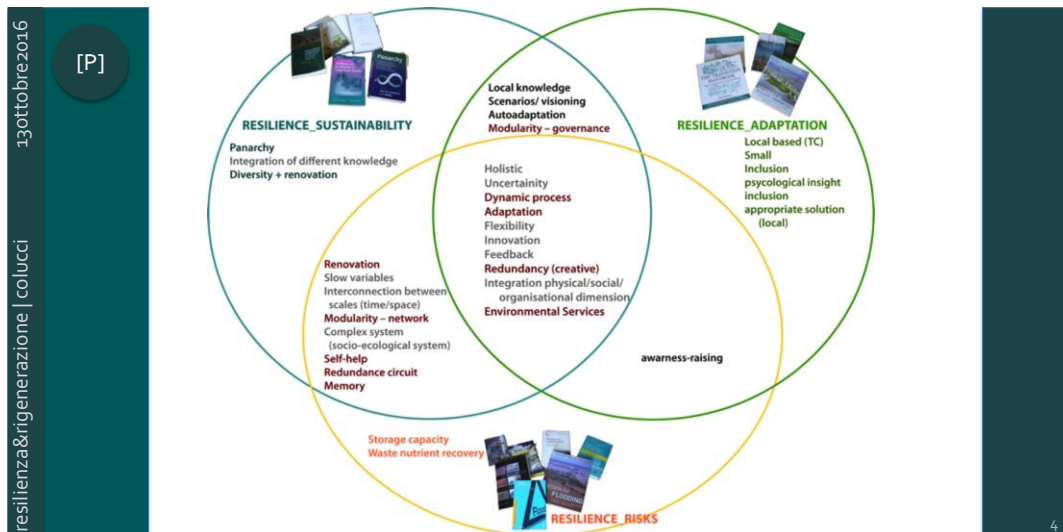 13ottobre2016
resilienza&rigenerazione | colucci
[P]
Panarchy
RESILIENCE_SUSTAINABILITY
Panarchy
Integration of different knowledge
Diversity + renovation
Local knowledge
Scenarios/ visioning
Autoadaptation
Modularity – governance
RESILIENCE_ADAPTATION
Local based (TC)
Small
Inclusion
psycological insight
inclusion
appropriate solution
(local)
Holistic
Uncertainity
Dynamic process
Adaptation
Flexibility
Innovation
Feedback
Redundancy (creative)
Integration physical/social/
organisational dimension
Environmental Services
Renovation
Slow variables
Interconnection between
scales (time/space)
Modularity – network
Complex system
(socio-ecological system)
Self-help
Redundance circuit
Memory
awarness-raising
Storage capacity
Waste nutrient recovery
FLOODING
RESILIENCE_RISKS
4